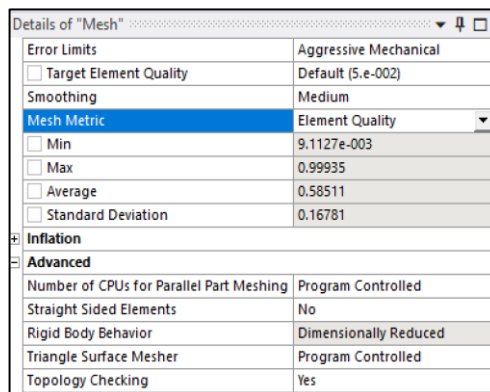 Details of "Mesh"
Error Limits Aggressive Mechanical
Target Element Quality Default (5.e-002)
Smoothing Medium
Mesh Metric Element Quality
Min 9.1127e-003
Max 0.99935
Average 0.58511
Standard Deviation 0.16781
Inflation
Advanced
Number of CPUs for Parallel Part Meshing Program Controlled
Straight Sided Elements No
Rigid Body Behavior Dimensionally Reduced
Triangle Surface Mesher Program Controlled
Topology Checking Yes